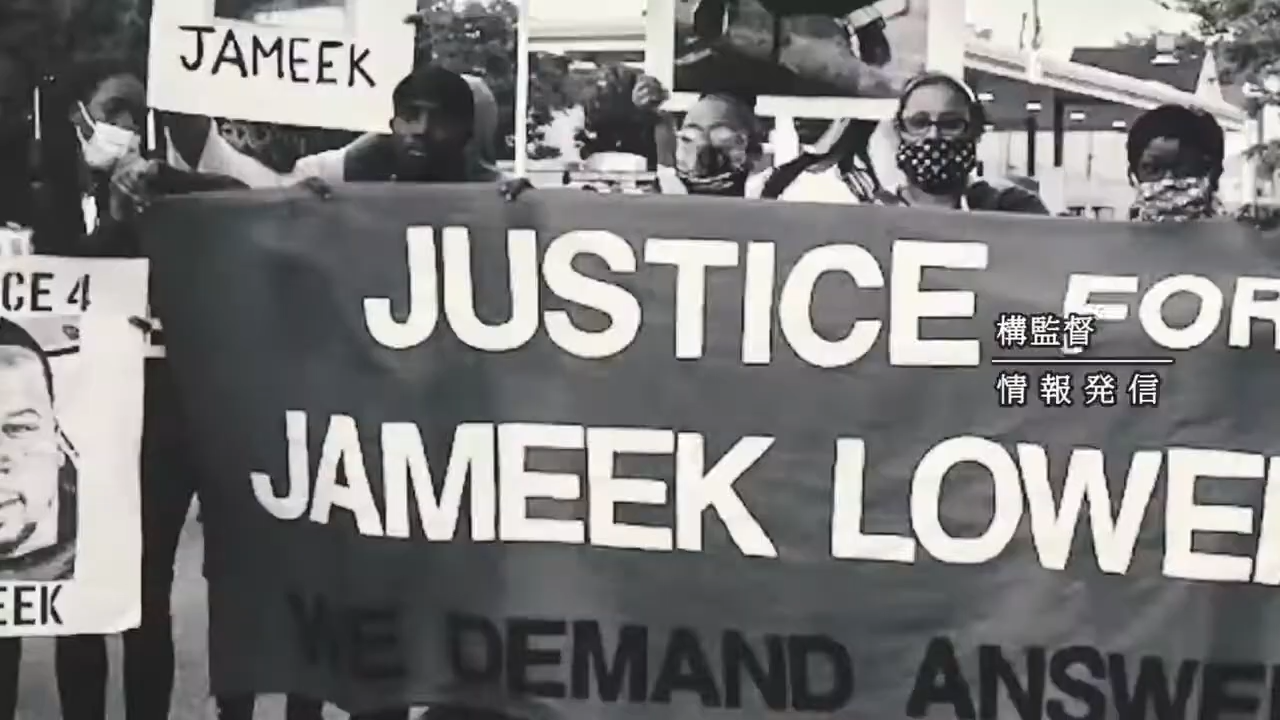 JAMEEK
CE 4
EEK
JUSTICE FOR
JAMEEK LOWE
WE DEMAND ANSWE
構監督
情報発信